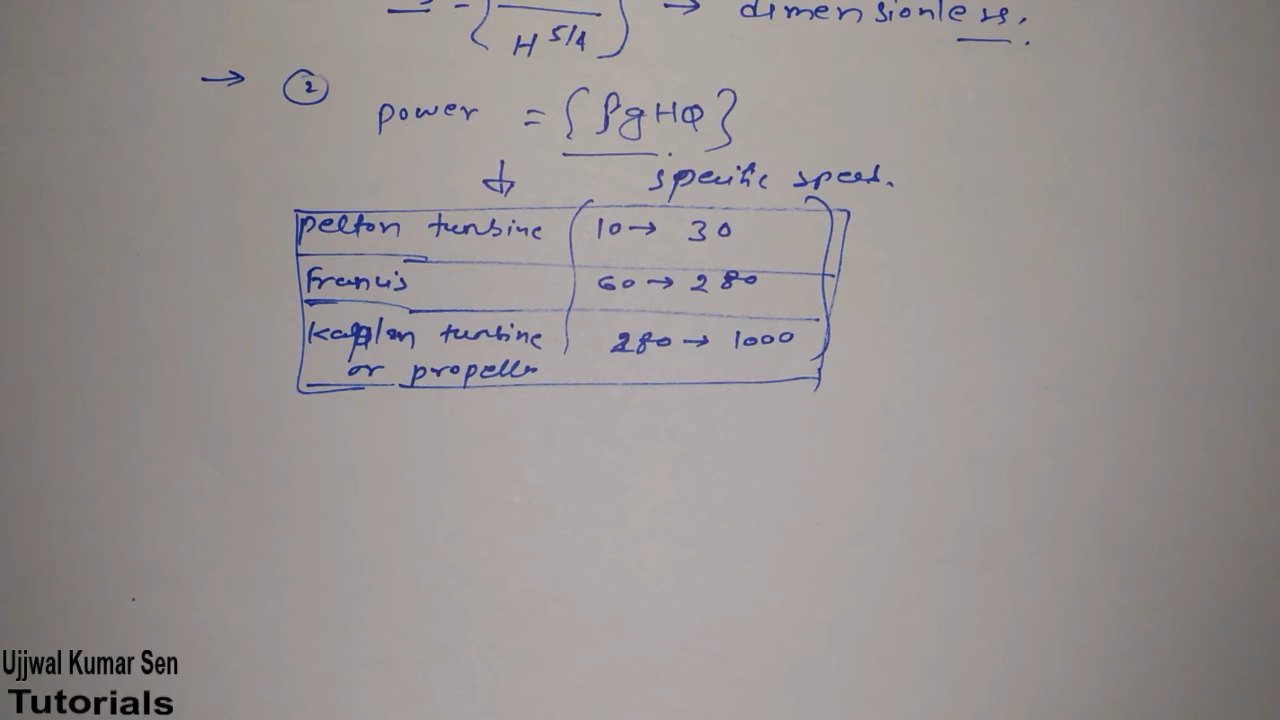 = ( / H 5/4 ) → dimensionless.
→ ② power = {ρgHQ}
↓ specific speed.
pelton turbine 10 → 30
francis 60 → 280
kaplan turbine 280 → 1000
or propeller
Ujjwal Kumar Sen
Tutorials